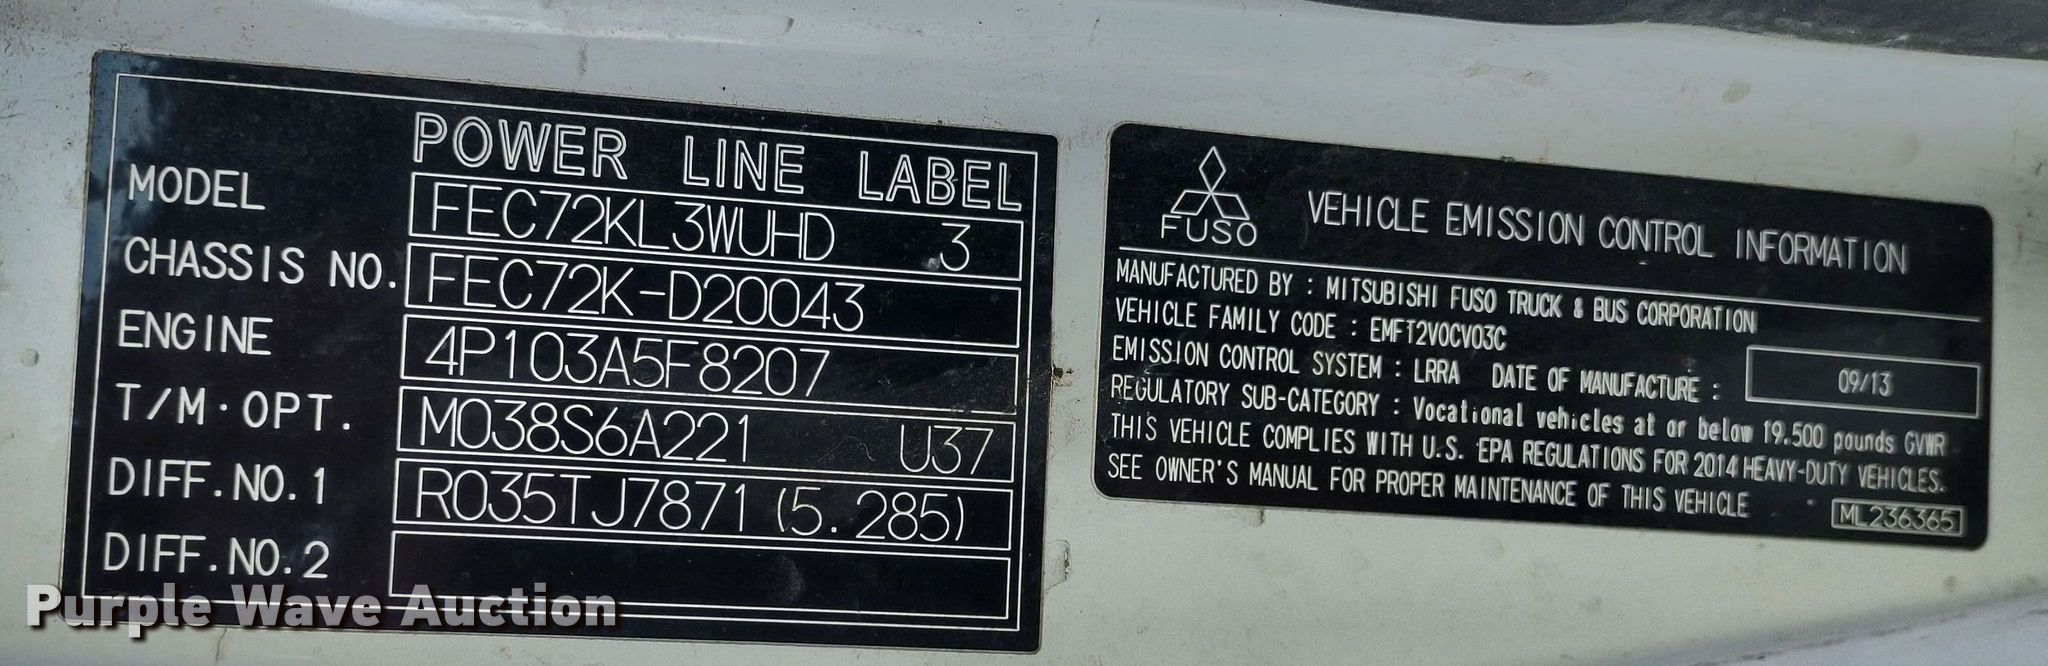 POWER LINE LABEL
MODEL FEC72KL3WUHD 3
CHASSIS NO. FEC72K-D20043
ENGINE 4P103A5F8207
T/M·OPT. M038S6A221 U37
DIFF.NO.1 R035TJ7871 (5.285)
DIFF.NO.2
FUSO
VEHICLE EMISSION CONTROL INFORMATION
MANUFACTURED BY : MITSUBISHI FUSO TRUCK & BUS CORPORATION
VEHICLE FAMILY CODE : EMFT2VOCV03C
EMISSION CONTROL SYSTEM : LRRA DATE OF MANUFACTURE : 09/13
REGULATORY SUB-CATEGORY : Vocational vehicles at or below 19.500 pounds GVWR
THIS VEHICLE COMPLIES WITH U.S. EPA REGULATIONS FOR 2014 HEAVY-DUTY VEHICLES.
SEE OWNER'S MANUAL FOR PROPER MAINTENANCE OF THIS VEHICLE
ML236365
Purple Wave Auction